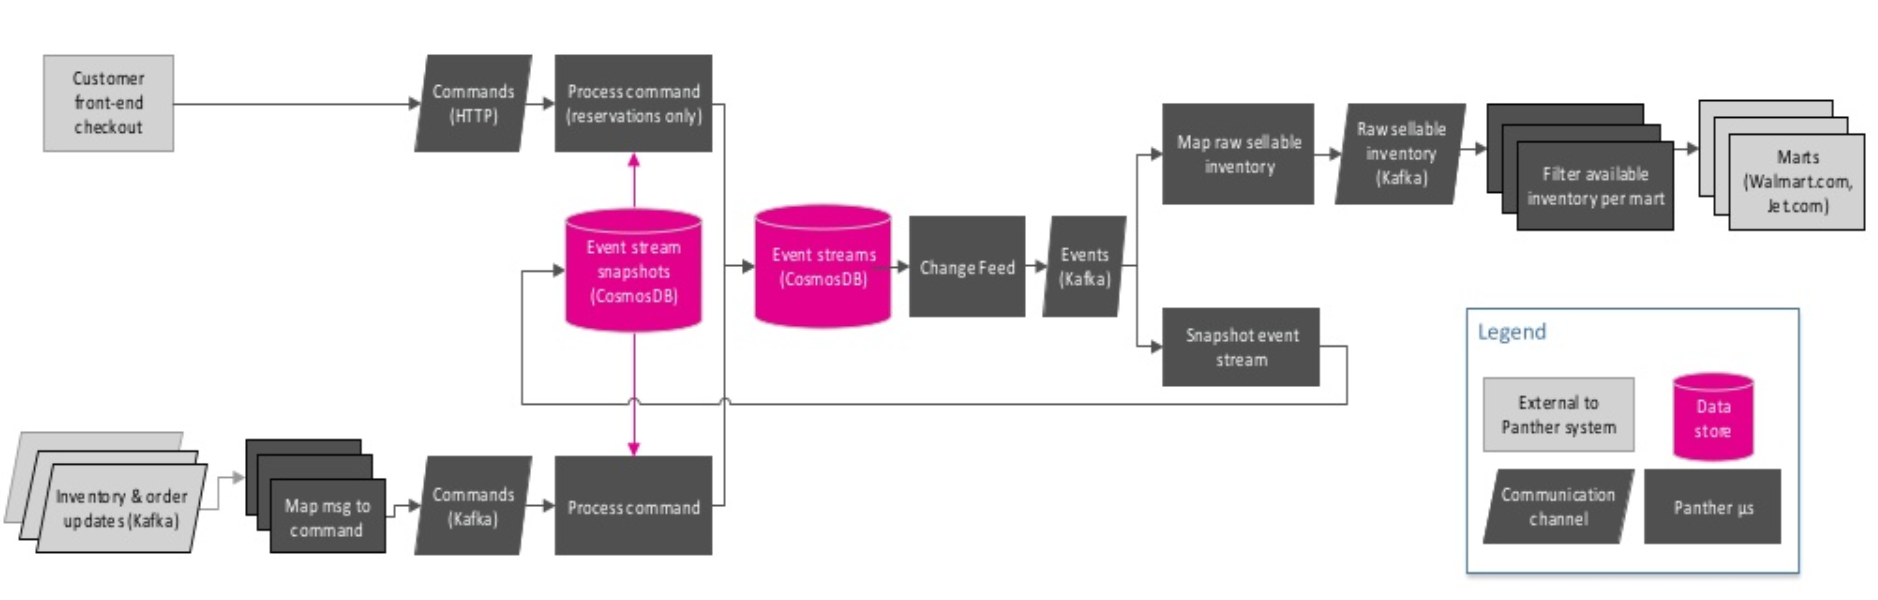 Customer
front-end
checkout
Commands
(HTTP)
Process command
(reservations only)
Event stream
snapshots
(CosmosDB)
Event streams
(CosmosDB)
Change Feed
Events
(Kafka)
Map raw sellable
inventory
Raw sellable
inventory
(Kafka)
Filter available
inventory per mart
Marts
(Walmart.com,
Jet.com)
Snapshot event
stream
Inventory & order
updates (Kafka)
Map msg to
command
Commands
(Kafka)
Process command
Legend
External to
Panther system
Data
store
Communication
channel
Panther µs